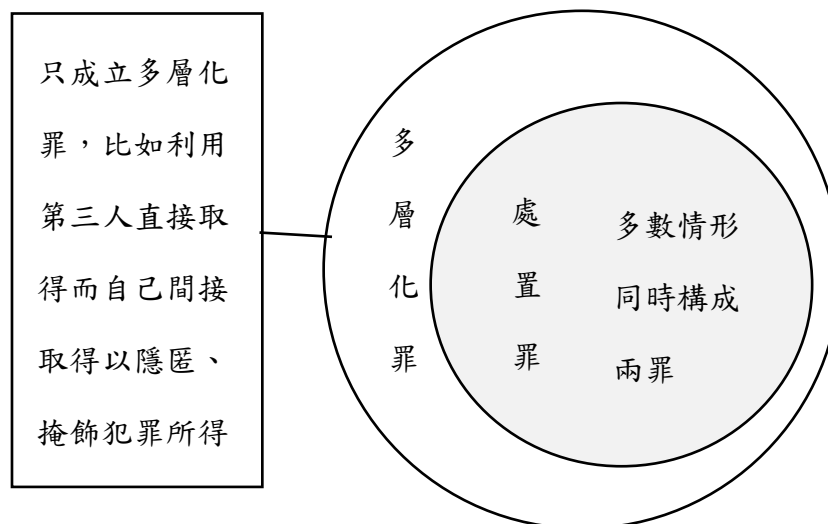 只成立多層化
罪，比如利用
第三人直接取
得而自己間接
取得以隱匿、
掩飾犯罪所得
多層化罪
處置罪
多數情形
同時構成
兩罪